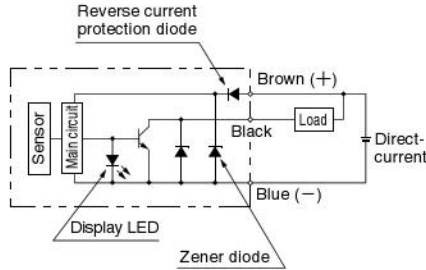 Reverse current
protection diode
Brown (+)
Black
Load
Sensor
Main circuit
Direct-
current
Blue (−)
Display LED
Zener diode